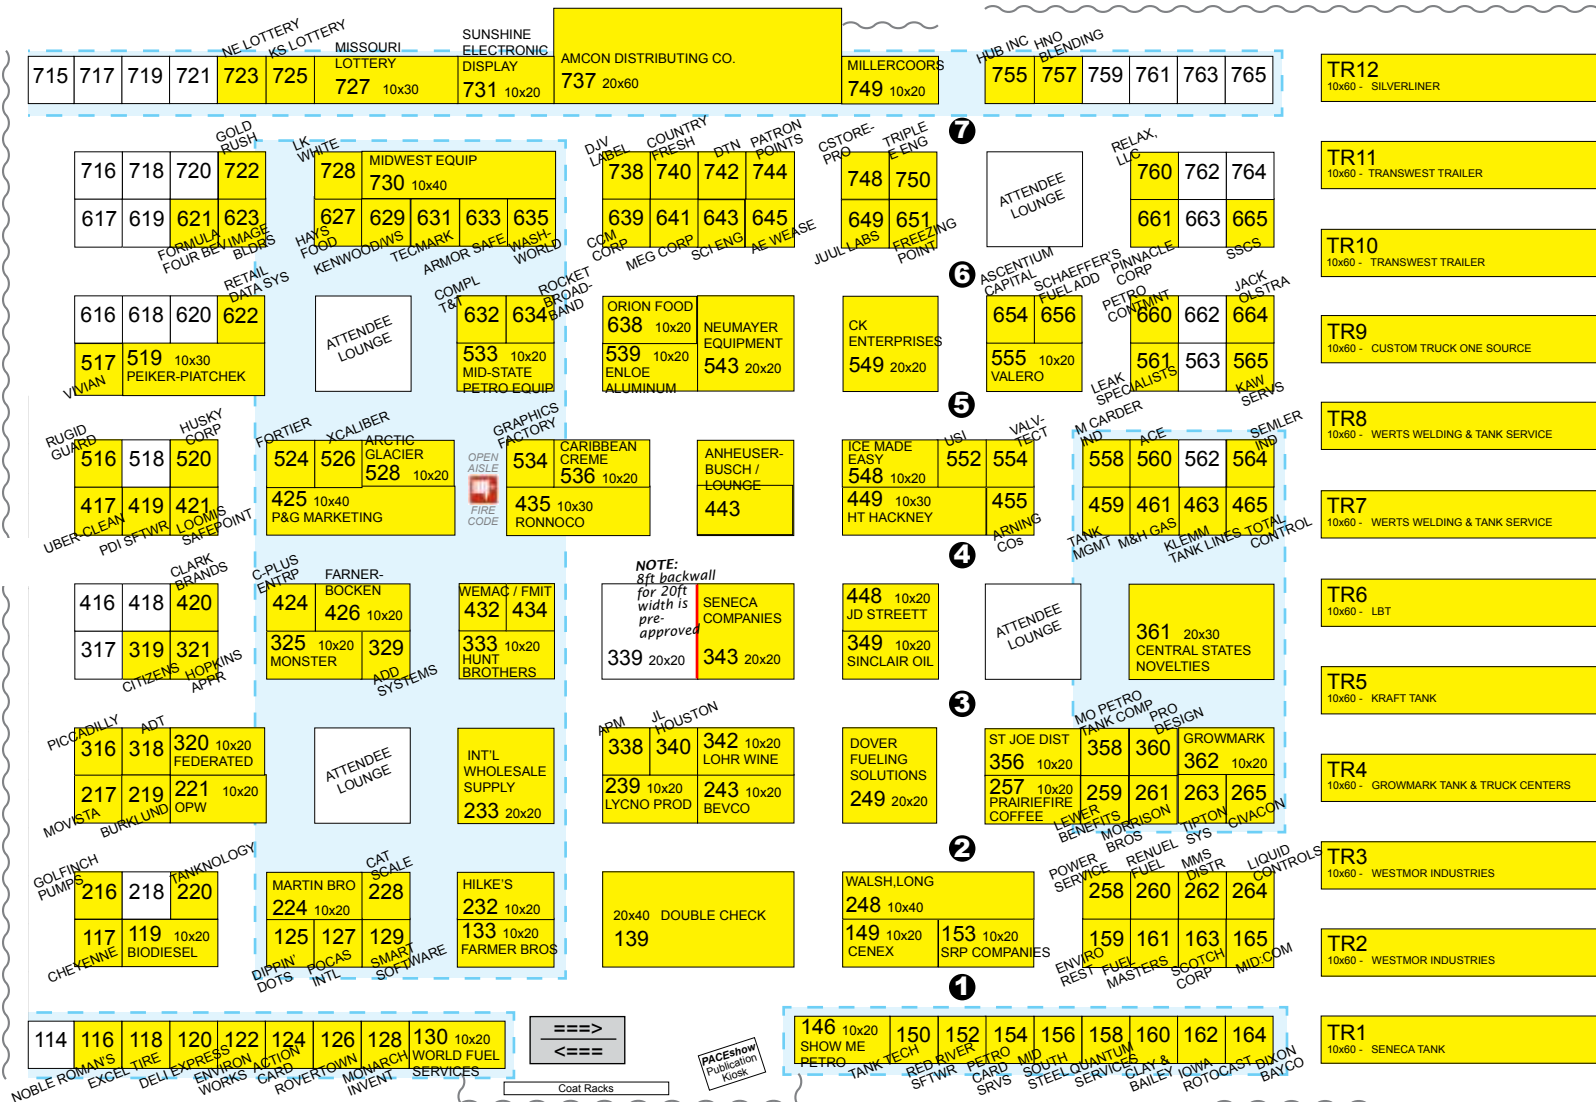 NE LOTTERY
KS LOTTERY
MISSOURI
LOTTERY
727 10x30
SUNSHINE
ELECTRONIC
DISPLAY
731 10x20
AMCON DISTRIBUTING CO.
737 20x60
MILLERCOORS
749 10x20
HUB INC
HNO
BLENDING
715 717 719 721 723 725
755 757 759 761 763 765
TR12
10x60 - SILVERLINER
7
GOLD
RUSH
LK
WHITE
MIDWEST EQUIP
730 10x40
DJV
LABEL
COUNTRY
FRESH
DTN
PATRON
POINTS
CSTORE-
PRO
TRIPLE
E ENG
RELAX,
LLC
716 718 720 722
728
738 740 742 744
748 750
ATTENDEE
LOUNGE
760 762 764
TR11
10x60 - TRANSWEST TRAILER
617 619 621 623
627 629 631 633 635
639 641 643 645
649 651
661 663 665
FORMULA
FOUR BEV
IMAGE
BLDRS
HAYS
FOOD
KENWOOD/WS
TECMARK
ARMOR SAFE
WASH-
WORLD
CCM
CORP
MEG CORP
SCI ENG
AE WEASE
JUUL LABS
FREEZING
POINT
PINNACLE
CORP
SSCS
TR10
10x60 - TRANSWEST TRAILER
6
RETAIL
DATA SYS
COMPL
T&T
ROCKET
BROAD-
BAND
ASCENTIUM
CAPITAL
SCHAEFFER'S
FUEL ADD
PETRO
CONTMNT
JACK
OLSTRA
616 618 620 622
ATTENDEE
LOUNGE
632 634
ORION FOOD
638 10x20
NEUMAYER
EQUIPMENT
543 20x20
CK
ENTERPRISES
549 20x20
654 656
660 662 664
TR9
10x60 - CUSTOM TRUCK ONE SOURCE
517
VIVIAN
519 10x30
PEIKER-PIATCHEK
533 10x20
MID-STATE
PETRO EQUIP
539 10x20
ENLOE
ALUMINUM
555 10x20
VALERO
561 563 565
LEAK
SPECIALISTS
KAW
SERVS
5
RUGID
GUARD
HUSKY
CORP
FORTIER
XCALIBER
ARCTIC
GLACIER
528 10x20
GRAPHICS
FACTORY
CARIBBEAN
CREME
536 10x20
ANHEUSER-
BUSCH /
LOUNGE
443
ICE MADE
EASY
548 10x20
USI
VALV-
TECT
M CARDER
IND
ACE
SEMLER
IND
516 518 520
524 526
OPEN
AISLE
FIRE
CODE
534
552 554
558 560 562 564
TR8
10x60 - WERTS WELDING & TANK SERVICE
417 419 421
425 10x40
P&G MARKETING
435 10x30
RONNOCO
449 10x30
HT HACKNEY
455
459 461 463 465
UBER-CLEAN
PDI SFTWR
LOOMIS
SAFEPOINT
ARNING
COs
TANK
MGMT
M&H GAS
KLEMM
TANK LINES
TOTAL
CONTROL
TR7
10x60 - WERTS WELDING & TANK SERVICE
4
CLARK
BRANDS
C-PLUS
ENTRP
FARNER-
BOCKEN
426 10x20
WEMAC / FMIT
432 434
NOTE:
8ft backwall
for 20ft
width is
pre-
approved
339 20x20
SENECA
COMPANIES
343 20x20
448 10x20
JD STREETT
ATTENDEE
LOUNGE
361 20x30
CENTRAL STATES
NOVELTIES
416 418 420
424
TR6
10x60 - LBT
317 319 321
325 10x20
MONSTER
329
333 10x20
HUNT
BROTHERS
349 10x20
SINCLAIR OIL
CITIZENS
HOPKINS
APPR
ADD
SYSTEMS
TR5
10x60 - KRAFT TANK
3
PICCADILLY
ADT
316 318
320 10x20
FEDERATED
ATTENDEE
LOUNGE
INT'L
WHOLESALE
SUPPLY
233 20x20
APM
JL
HOUSTON
338 340
342 10x20
LOHR WINE
DOVER
FUELING
SOLUTIONS
249 20x20
ST JOE DIST
356 10x20
MO PETRO
TANK COMP
PRO
DESIGN
358 360
GROWMARK
362 10x20
TR4
10x60 - GROWMARK TANK & TRUCK CENTERS
217 219
221 10x20
OPW
239 10x20
LYCNO PROD
243 10x20
BEVCO
257 10x20
PRAIRIEFIRE
COFFEE
259 261 263 265
MOVISTA
BURKLUND
LEWER
BENEFITS
MORRISON
BROS
TIPTON
SYS
CIVACON
2
GOLFINCH
PUMPS
TANKNOLOGY
CAT
SCALE
POWER
SERVICE
RENUEL
FUEL
MMS
DISTR
LIQUID
CONTROLS
216 218 220
MARTIN BRO
224 10x20
228
HILKE'S
232 10x20
20x40 DOUBLE CHECK
139
WALSH,LONG
248 10x40
258 260 262 264
TR3
10x60 - WESTMOR INDUSTRIES
117
119 10x20
BIODIESEL
125 127 129
133 10x20
FARMER BROS
149 10x20
CENEX
153 10x20
SRP COMPANIES
159 161 163 165
CHEYENNE
DIPPIN'
DOTS
POCAS
INTL
SMART
SOFTWARE
ENVIRO
REST
FUEL
MASTERS
SCOTCH
CORP
MID:COM
TR2
10x60 - WESTMOR INDUSTRIES
1
114 116 118 120 122 124 126 128
130 10x20
WORLD FUEL
SERVICES
===>
<===
146 10x20
SHOW ME
PETRO
150 152 154 156 158 160 162 164
TR1
10x60 - SENECA TANK
NOBLE ROMAN'S
EXCEL TIRE
DELI EXPRESS
ENVIRON
WORKS
ACTION
CARD
ROVERTOWN
MONARCH
INVENT
Coat Racks
PACEshow
Publication
Kiosk
TANK TECH
RED RIVER
SFTWR
PETRO
CARD
SRVS
MID
SOUTH
STEEL
QUANTUM
SERVICES
CLAY &
BAILEY
IOWA
ROTOCAST
DIXON
BAYCO